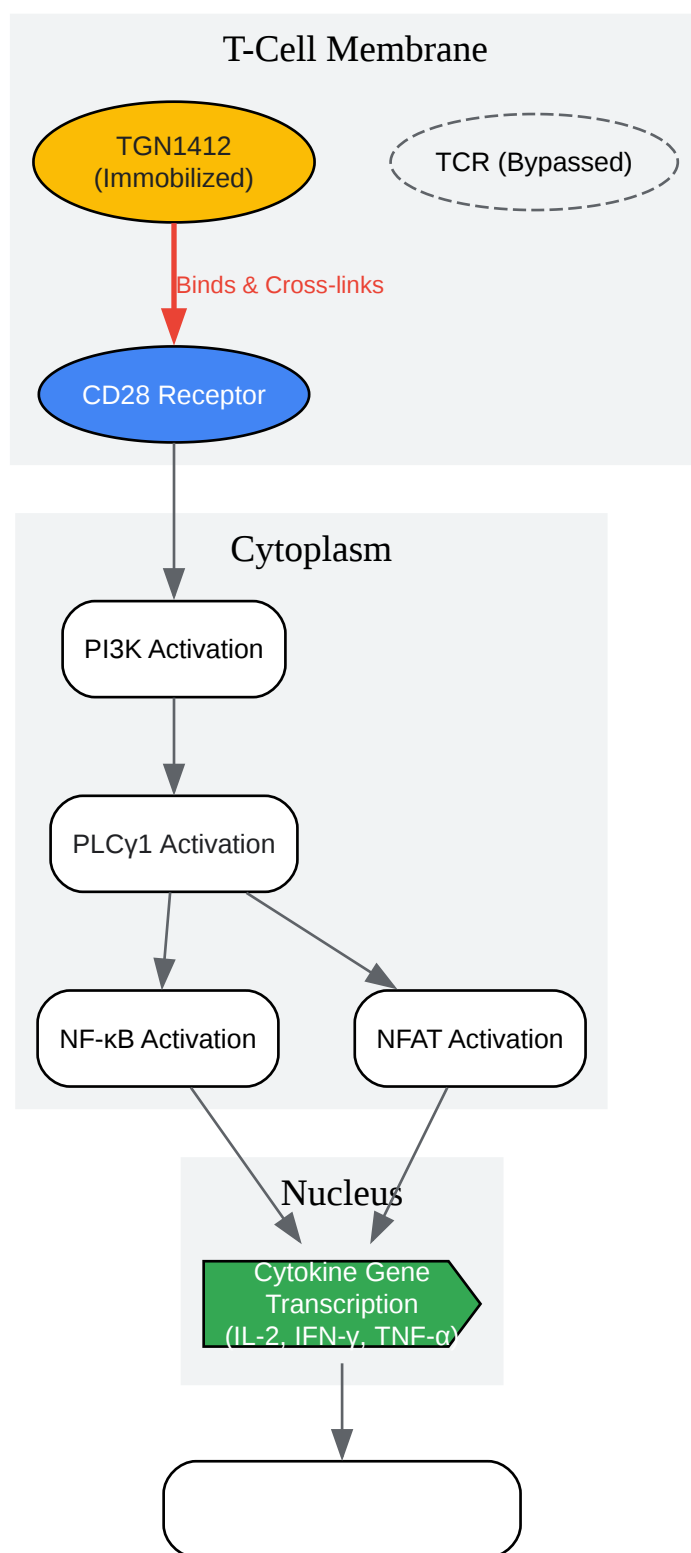 T-Cell Membrane
TGN1412
(Immobilized)
TCR (Bypassed)
Binds & Cross-links
CD28 Receptor
Cytoplasm
PI3K Activation
PLCγ1 Activation
NF-κB Activation
NFAT Activation
Nucleus
Cytokine Gene
Transcription
(IL-2, IFN-γ, TNF-α)